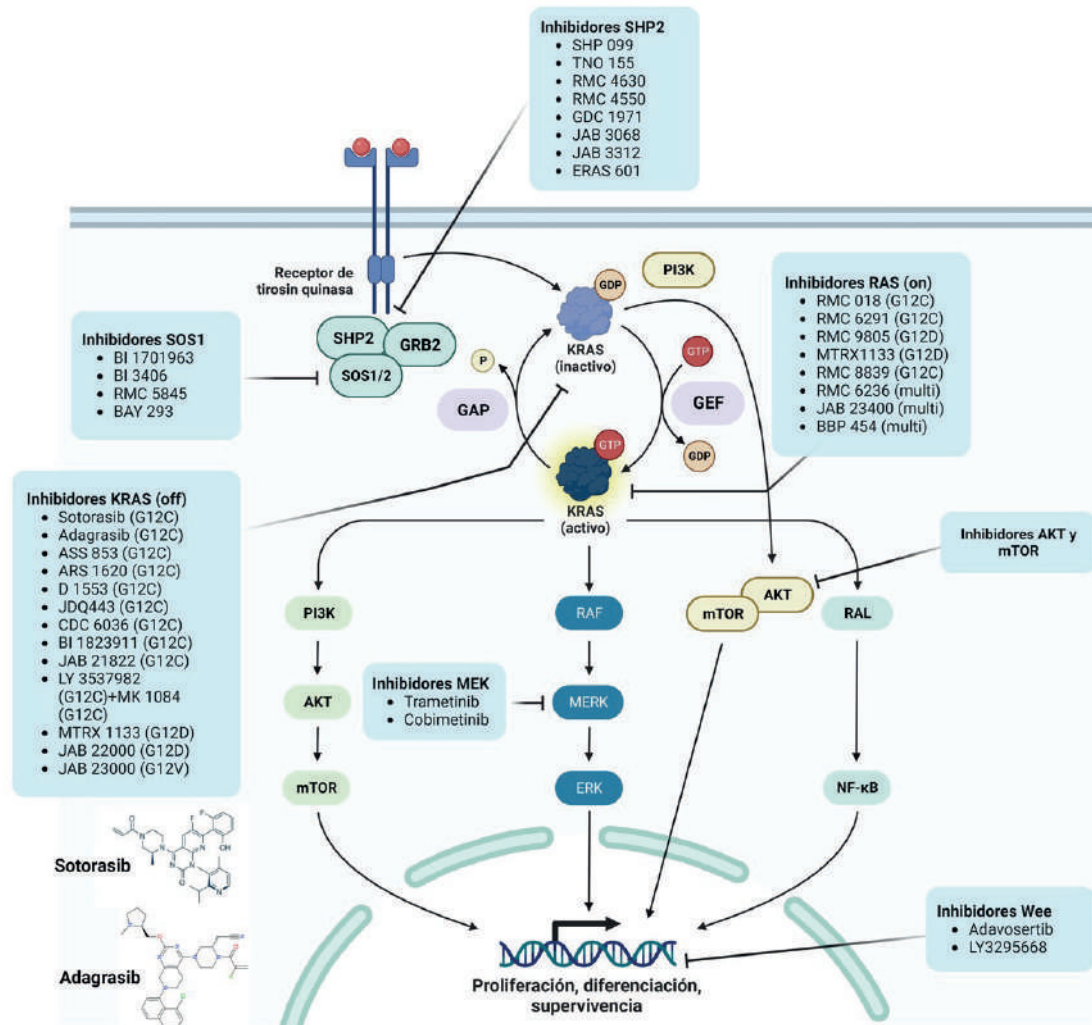 Inhibidores SHP2
• SHP 099
• TNO 155
• RMC 4630
• RMC 4550
• GDC 1971
• JAB 3068
• JAB 3312
• ERAS 601
Receptor de
tirosin quinasa
SHP2
GRB2
SOS1/2
Inhibidores SOS1
• BI 1701963
• BI 3406
• RMC 5845
• BAY 293
GDP
KRAS
(inactivo)
PI3K
P
GAP
GTP
GEF
GDP
GTP
KRAS
(activo)
Inhibidores RAS (on)
• RMC 018 (G12C)
• RMC 6291 (G12C)
• RMC 9805 (G12D)
• MTRX1133 (G12D)
• RMC 8839 (G12C)
• RMC 6236 (multi)
• JAB 23400 (multi)
• BBP 454 (multi)
Inhibidores KRAS (off)
• Sotorasib (G12C)
• Adagrasib (G12C)
• ASS 853 (G12C)
• ARS 1620 (G12C)
• D 1553 (G12C)
• JDQ443 (G12C)
• CDC 6036 (G12C)
• BI 1823911 (G12C)
• JAB 21822 (G12C)
• LY 3537982
(G12C)+MK 1084
(G12C)
• MTRX 1133 (G12D)
• JAB 22000 (G12D)
• JAB 23000 (G12V)
Inhibidores AKT y
mTOR
PI3K
AKT
mTOR
RAF
MERK
ERK
Inhibidores MEK
• Trametinib
• Cobimetinib
AKT
mTOR
RAL
NF-κB
Sotorasib
O
N
N
F
F
OH
N
N
N
O
N
Adagrasib
Inhibidores Wee
• Adavosertib
• LY3295668
Proliferación, diferenciación,
supervivencia